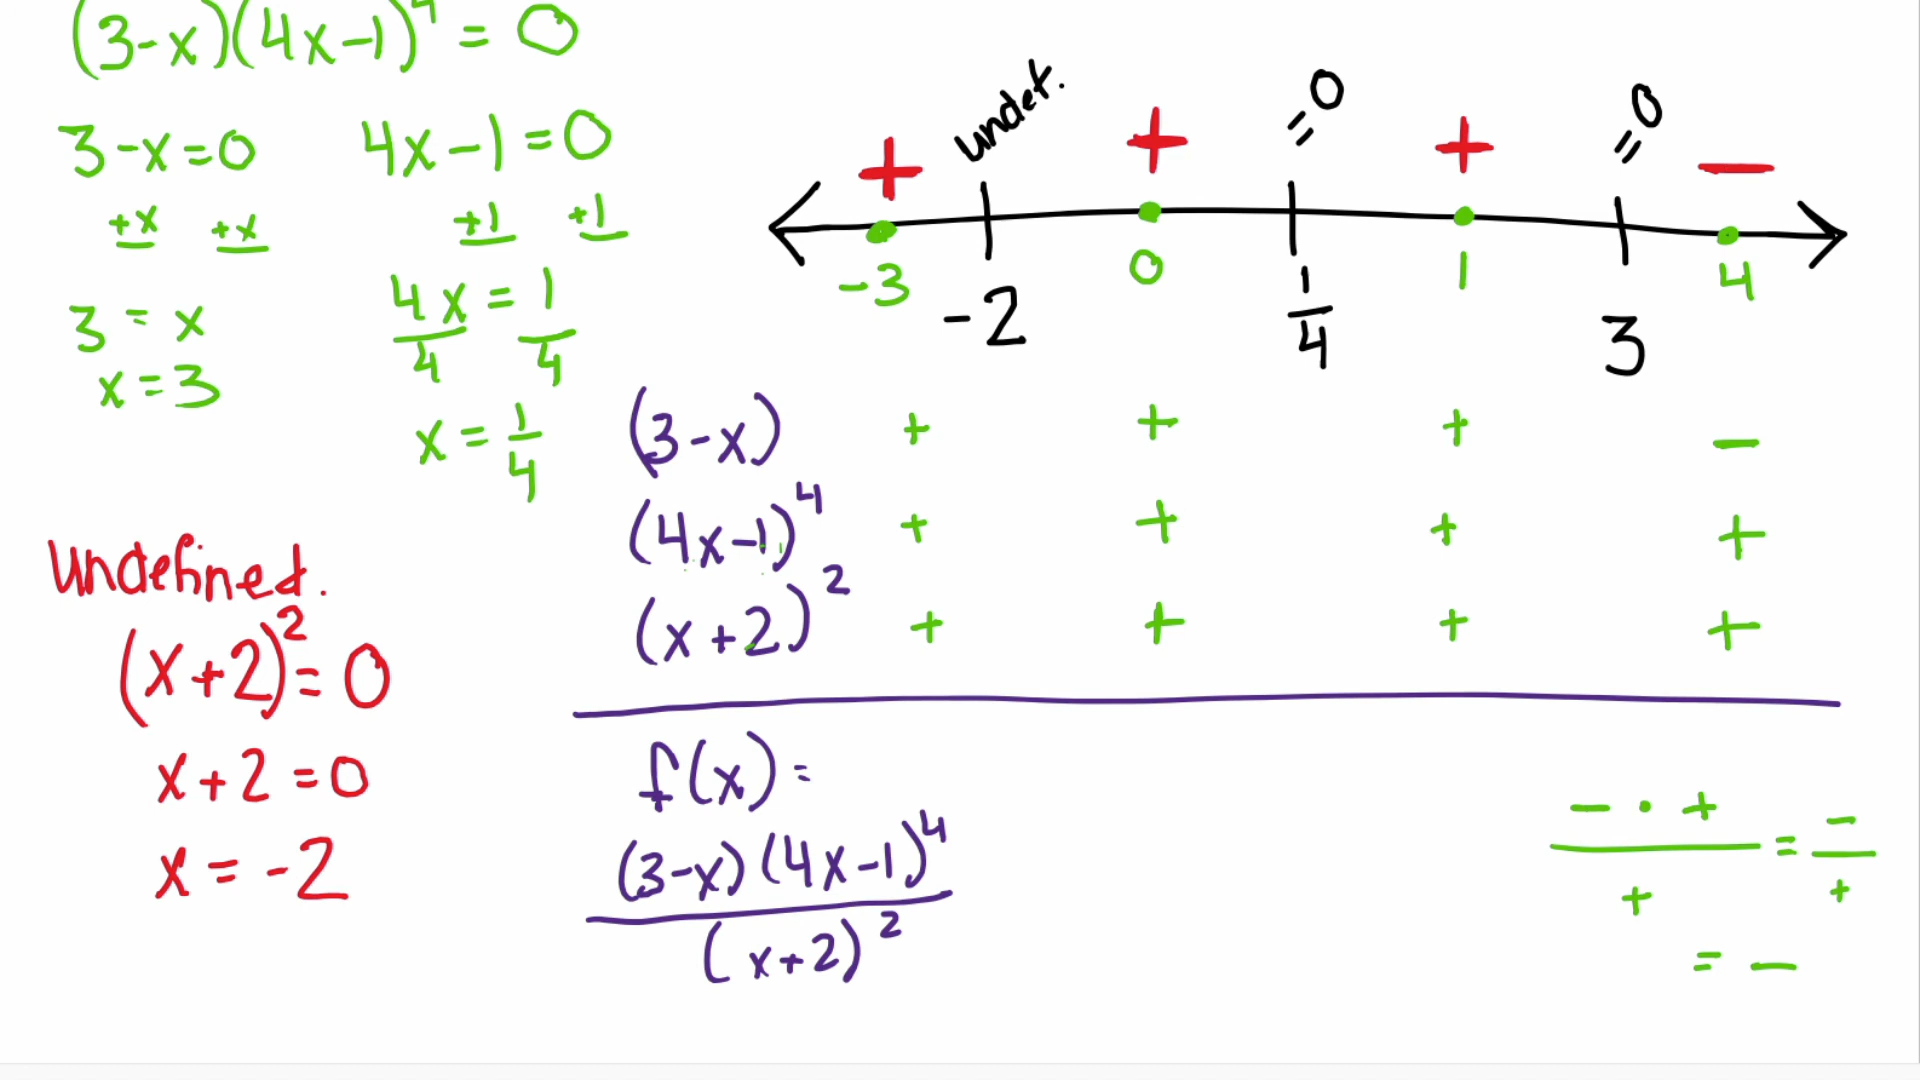 (3-x)(4x-1)⁴ = 0
3-x=0
+x +x
3 = x
x = 3
4x-1=0
+1 +1
4x = 1
4 4
x = 1/4
Undefined.
(x+2)² = 0
x+2 = 0
x = -2
+ undef. + =0 + =0 −
-3 -2 0 1/4 1 3 4
(3-x) + + + −
(4x-1)⁴ + + + +
(x+2)² + + + +
f(x) =
(3-x)(4x-1)⁴
(x+2)²
− · + = −
+ +
= −